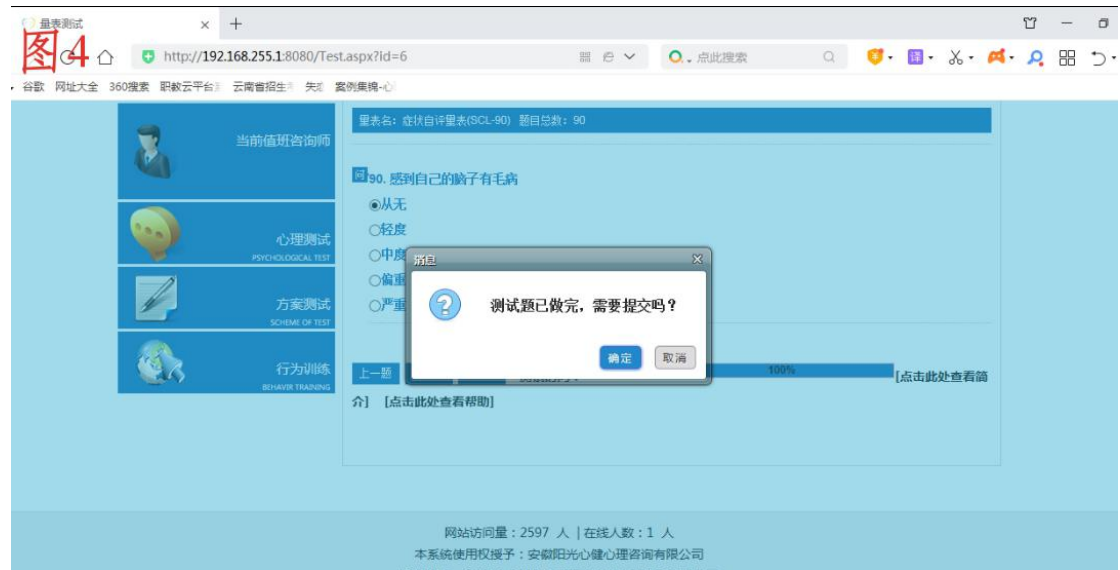 量表测试
图4
http://192.168.255.1:8080/Test.aspx?Id=6
点此搜索
谷歌 网址大全 360搜索 职教云平台 云南省招生 失 案例集锦-心
量表名：症状自评量表(SCL-90) 题目总数：90
当前值班咨询师
问
90. 感到自己的脑子有毛病
从无
轻度
中度
偏重
严重
心理测试
PSYCHOLOGICAL TEST
方案测试
SCHEME OF TEST
行为训练
BEHAVIR TRAINING
消息
测试题已做完，需要提交吗？
确定
取消
上一题
100%
[点击此处查看简
介] [点击此处查看帮助]
网站访问量：2597 人 | 在线人数：1 人
本系统使用权授予：安徽阳光心健心理咨询有限公司